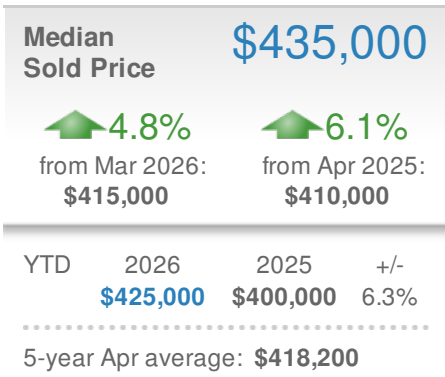 Median $435,000
Sold Price
4.8% 6.1%
from Mar 2026: from Apr 2025:
$415,000 $410,000
YTD 2026 2025 +/-
$425,000 $400,000 6.3%
5-year Apr average: $418,200